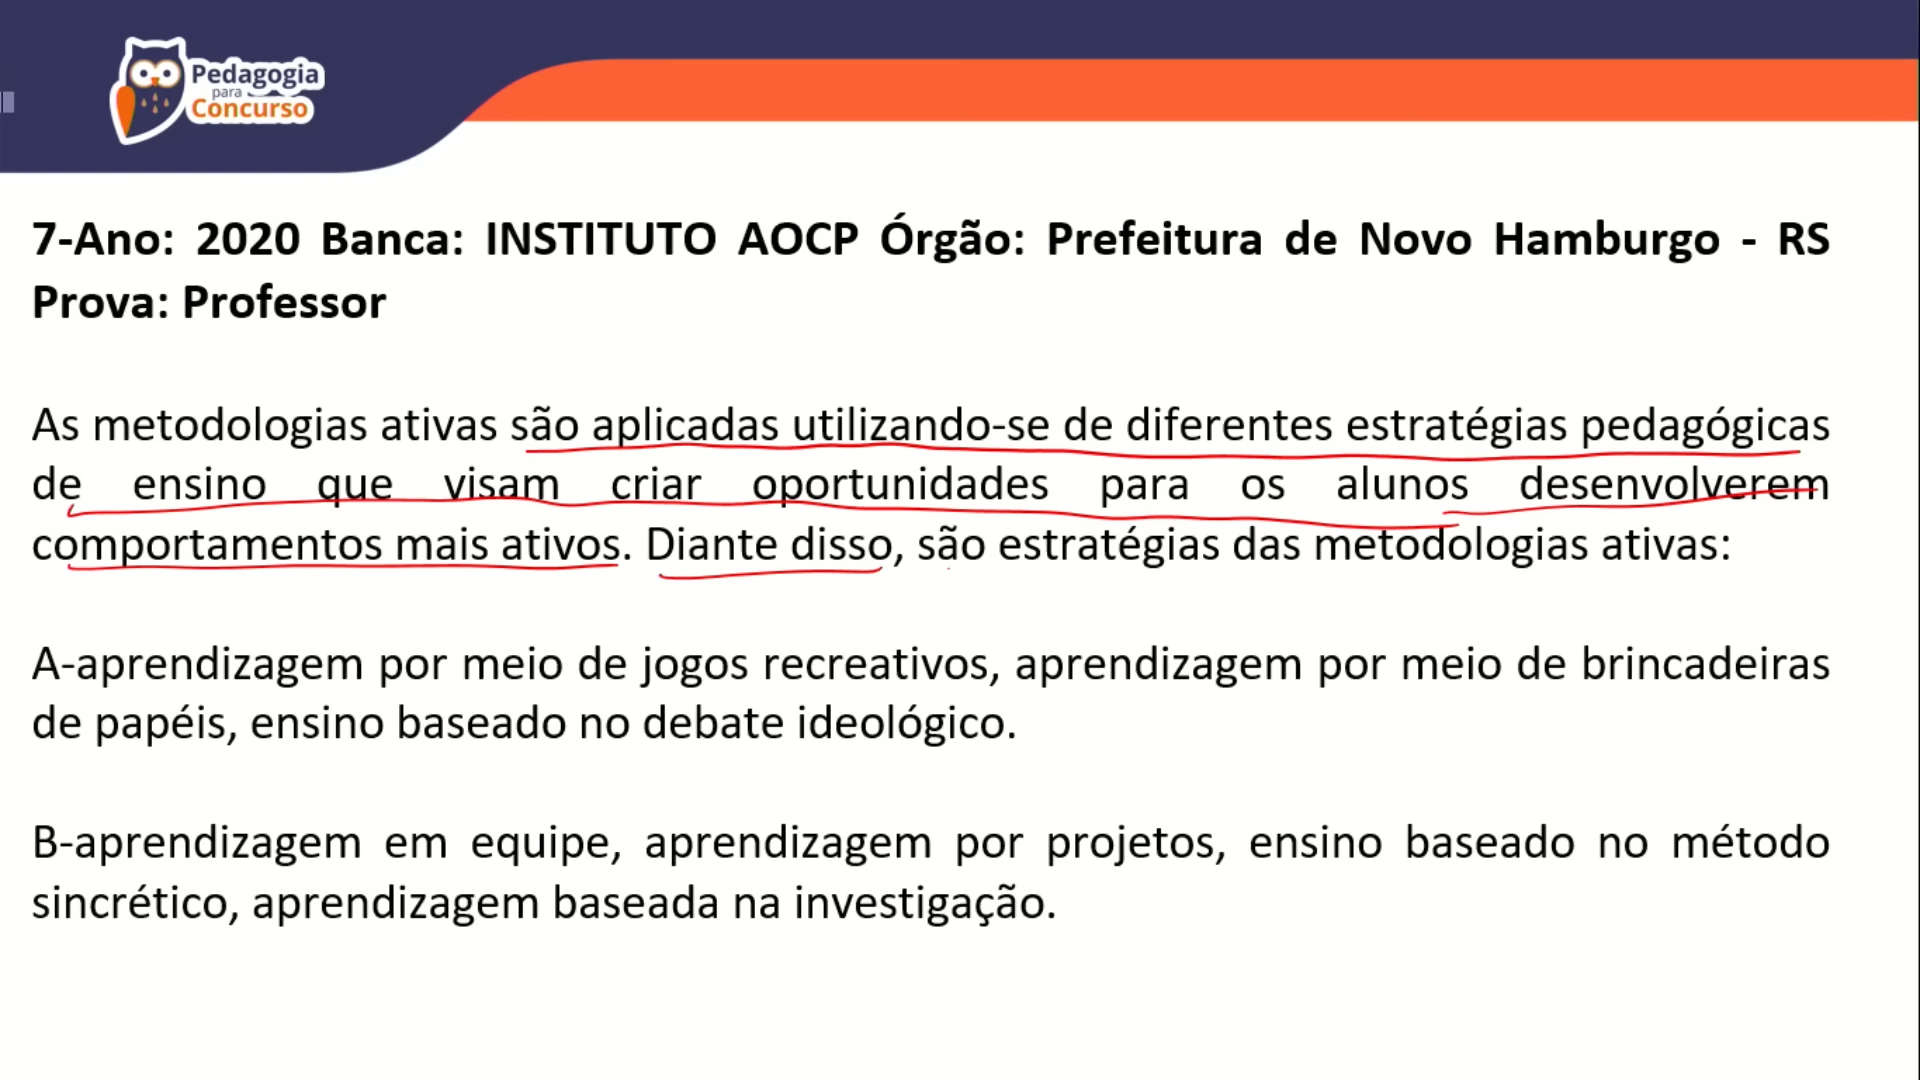 Pedagogia
para
Concurso
7-Ano: 2020 Banca: INSTITUTO AOCP Órgão: Prefeitura de Novo Hamburgo - RS
Prova: Professor
As metodologias ativas são aplicadas utilizando-se de diferentes estratégias pedagógicas
de ensino que visam criar oportunidades para os alunos desenvolverem
comportamentos mais ativos. Diante disso, são estratégias das metodologias ativas:
A-aprendizagem por meio de jogos recreativos, aprendizagem por meio de brincadeiras
de papéis, ensino baseado no debate ideológico.
B-aprendizagem em equipe, aprendizagem por projetos, ensino baseado no método
sincrético, aprendizagem baseada na investigação.